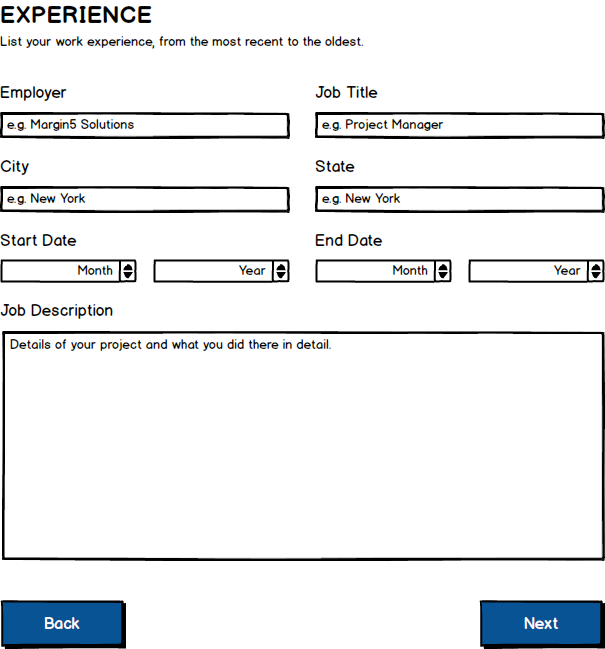 EXPERIENCE
List your work experience, from the most recent to the oldest.
Employer Job Title
e.g. Margin5 Solutions e.g. Project Manager
City State
e.g. New York e.g. New York
Start Date End Date
Month Year Month Year
Job Description
Details of your project and what you did there in detail.
Back Next